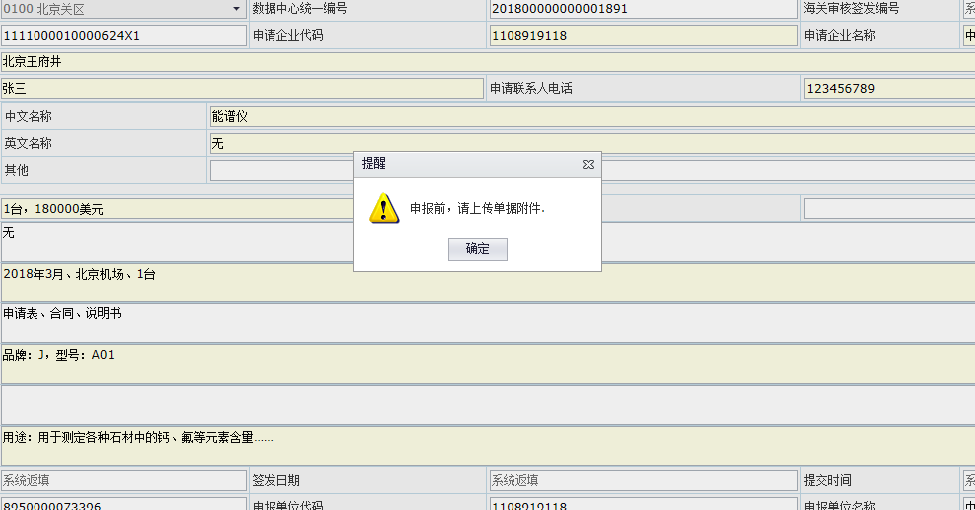 0100 北京关区 数据中心统一编号 201800000000001891 海关审核签发编号 系
1111000010000624X1 申请企业代码 1108919118 申请企业名称 中
北京王府井
张三 申请联系人电话 123456789
中文名称 能谱仪
英文名称 无
其他
提醒
申报前，请上传单据附件.
确定
1台，180000美元
无
2018年3月、北京机场、1台
申请表、合同、说明书
品牌：J，型号：A01
用途：用于测定各种石材中的钙、氟等元素含量......
系统返填 签发日期 系统返填 提交时间 系
8950000073396 申报单位代码 1108919118 申报单位名称 中